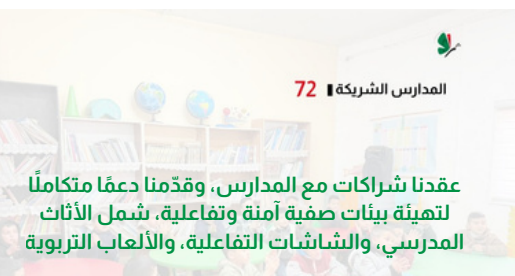 المدارس الشريكة 72
عقدنا شراكات مع المدارس، وقدّمنا دعمًا متكاملًا
لتهيئة بيئات صفية آمنة وتفاعلية، شمل الأثاث
المدرسي، والشاشات التفاعلية، والألعاب التربوية